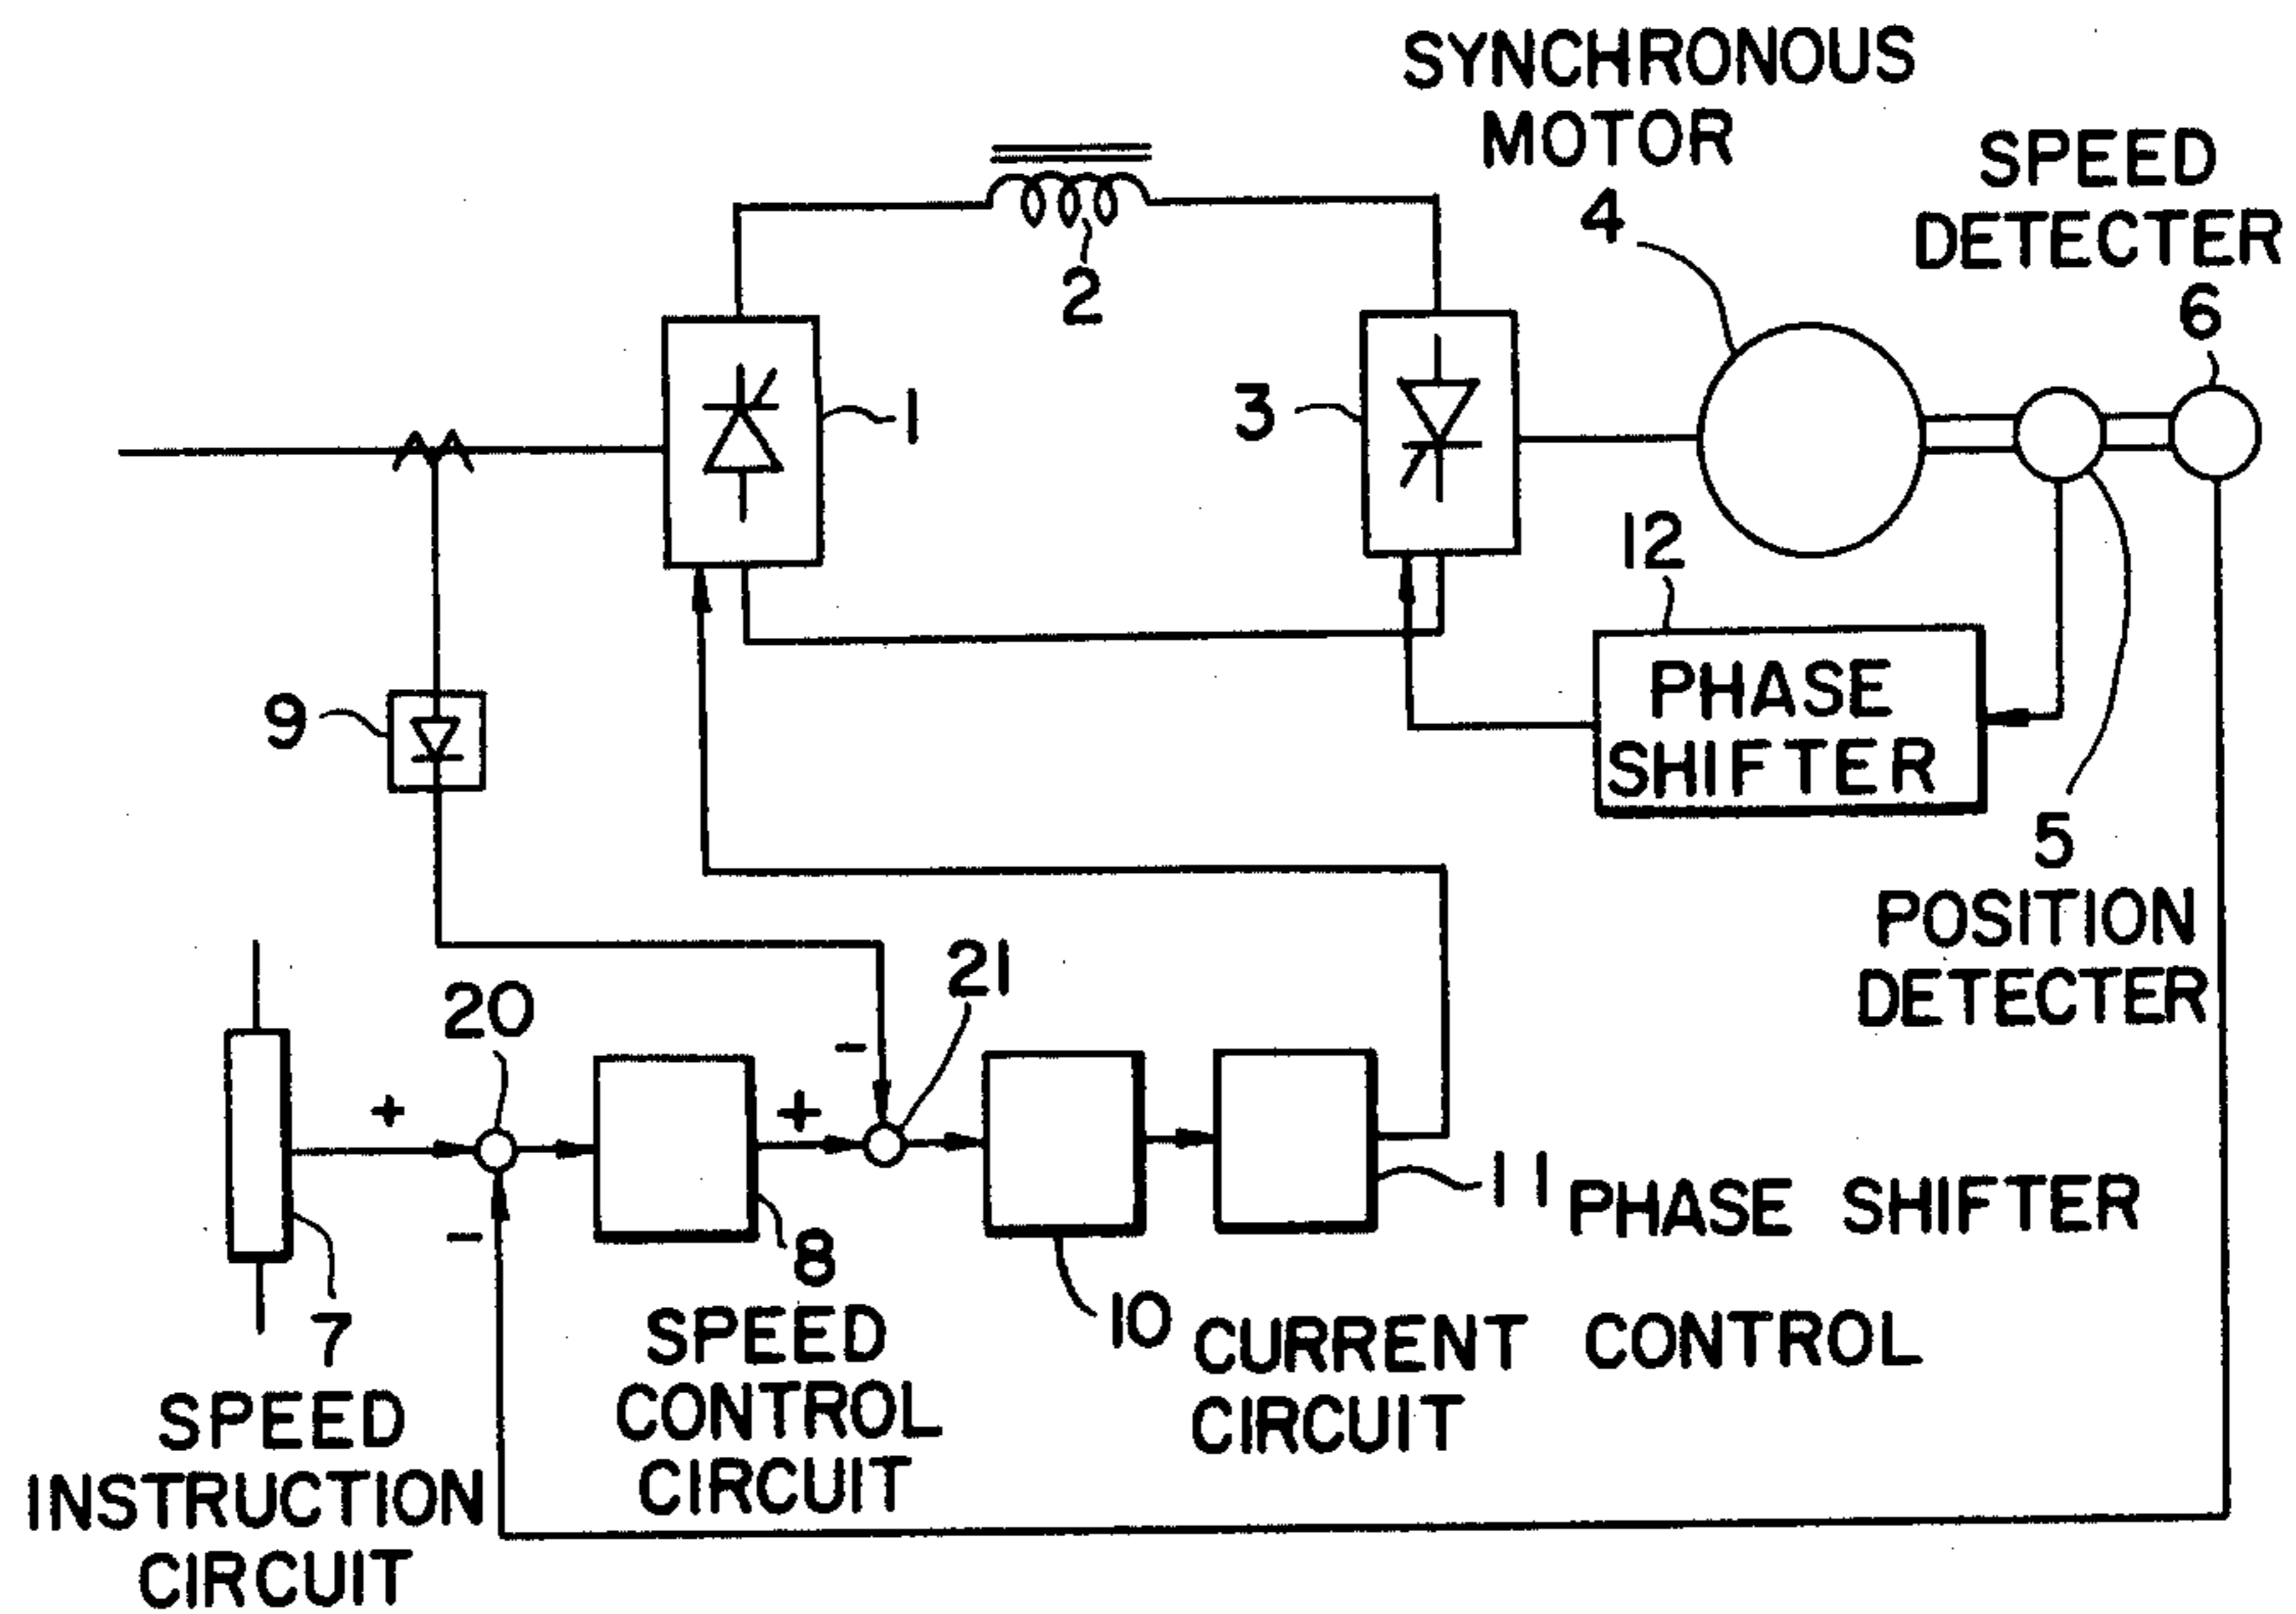 SYNCHRONOUS
MOTOR
4
SPEED
DETECTER
6
2
1
3
12
PHASE
SHIFTER
9
5
POSITION
DETECTER
20
21
-
+
+
-
7
SPEED
INSTRUCTION
CIRCUIT
8
SPEED
CONTROL
CIRCUIT
10 CURRENT CONTROL
CIRCUIT
11 PHASE SHIFTER